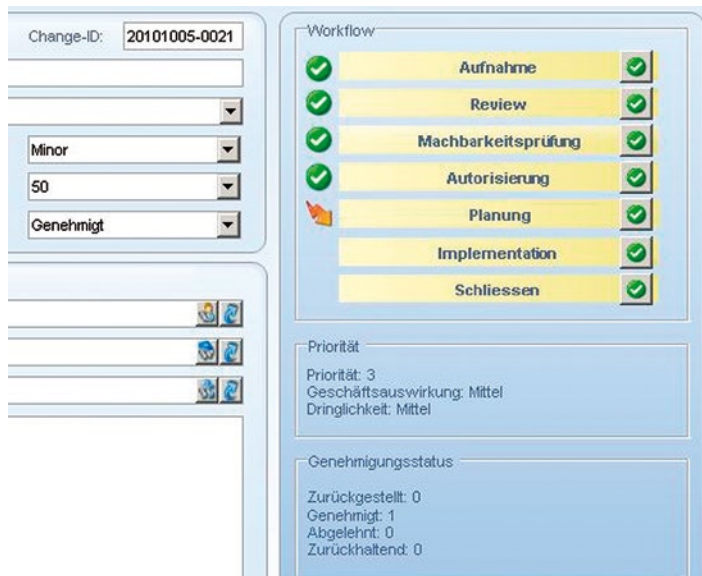 Change-ID: 20101005-0021
Minor
50
Genehmigt
Workflow
Aufnahme
Review
Machbarkeitsprüfung
Autorisierung
Planung
Implementation
Schliessen
Priorität
Priorität: 3
Geschäftsauswirkung: Mittel
Dringlichkeit: Mittel
Genehmigungsstatus
Zurückgestellt: 0
Genehmigt: 1
Abgelehnt: 0
Zurückhaltend: 0